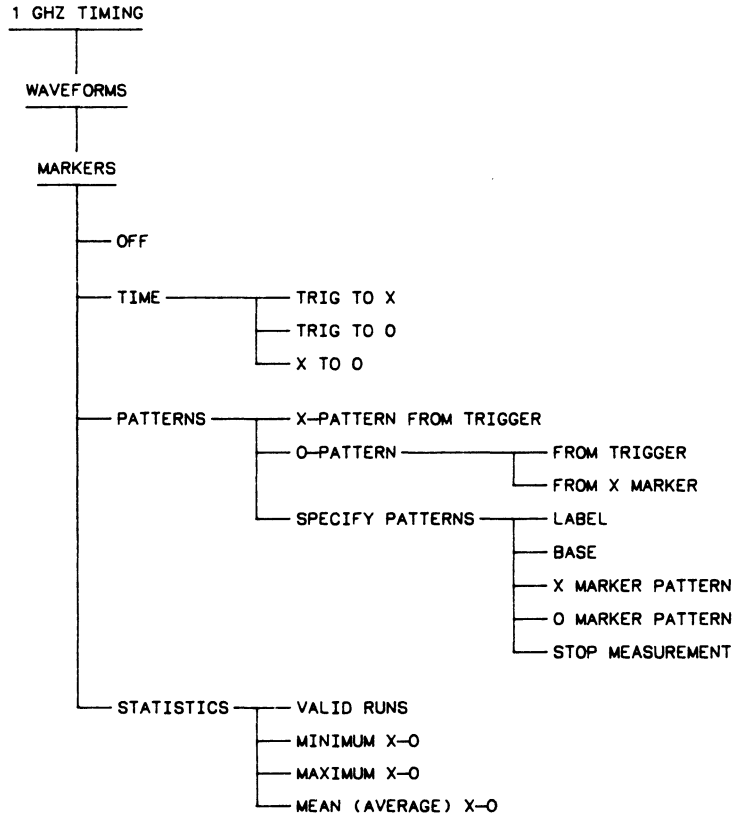 1 GHZ TIMING
WAVEFORMS
MARKERS
OFF
TIME
TRIG TO X
TRIG TO O
X TO O
PATTERNS
X-PATTERN FROM TRIGGER
O-PATTERN
FROM TRIGGER
FROM X MARKER
SPECIFY PATTERNS
LABEL
BASE
X MARKER PATTERN
O MARKER PATTERN
STOP MEASUREMENT
STATISTICS
VALID RUNS
MINIMUM X-O
MAXIMUM X-O
MEAN (AVERAGE) X-O